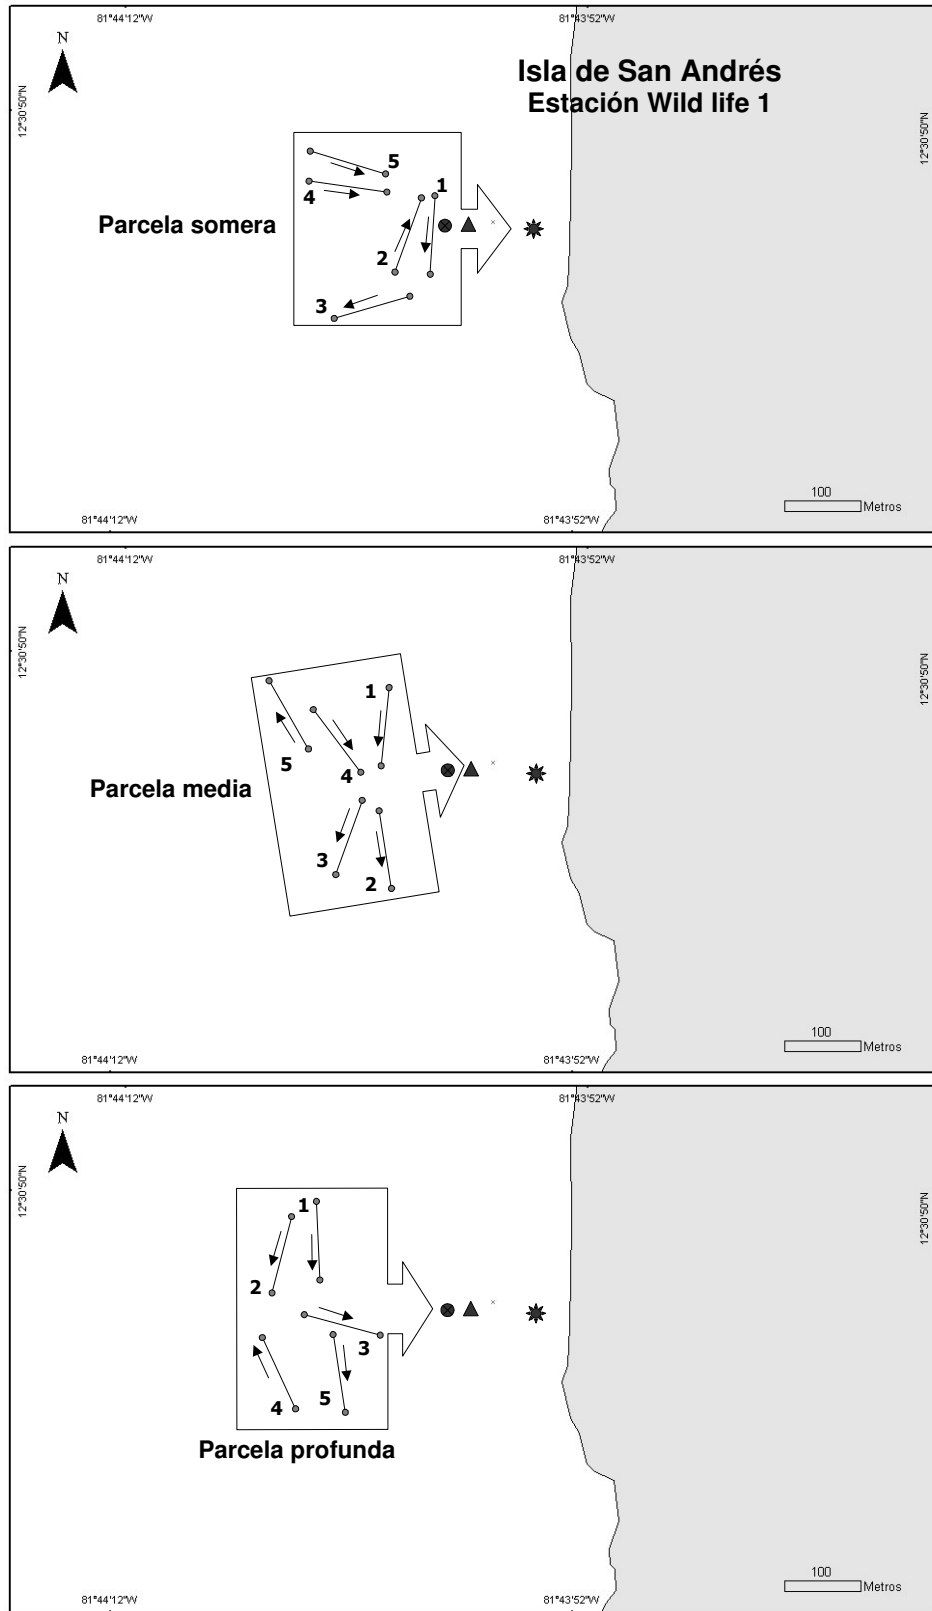 81°44'12"W
81°43'52"W
N
12°30'50"N
12°30'50"N
Isla de San Andrés
Estación Wild life 1
5
4
1
2
3
Parcela somera
100
Metros
81°44'12"W
81°43'52"W
81°44'12"W
81°43'52"W
N
12°30'50"N
12°30'50"N
1
5
4
3
2
Parcela media
100
Metros
81°44'12"W
81°43'52"W
81°44'12"W
81°43'52"W
N
12°30'50"N
12°30'50"N
1
2
3
4
5
Parcela profunda
100
Metros
81°44'12"W
81°43'52"W